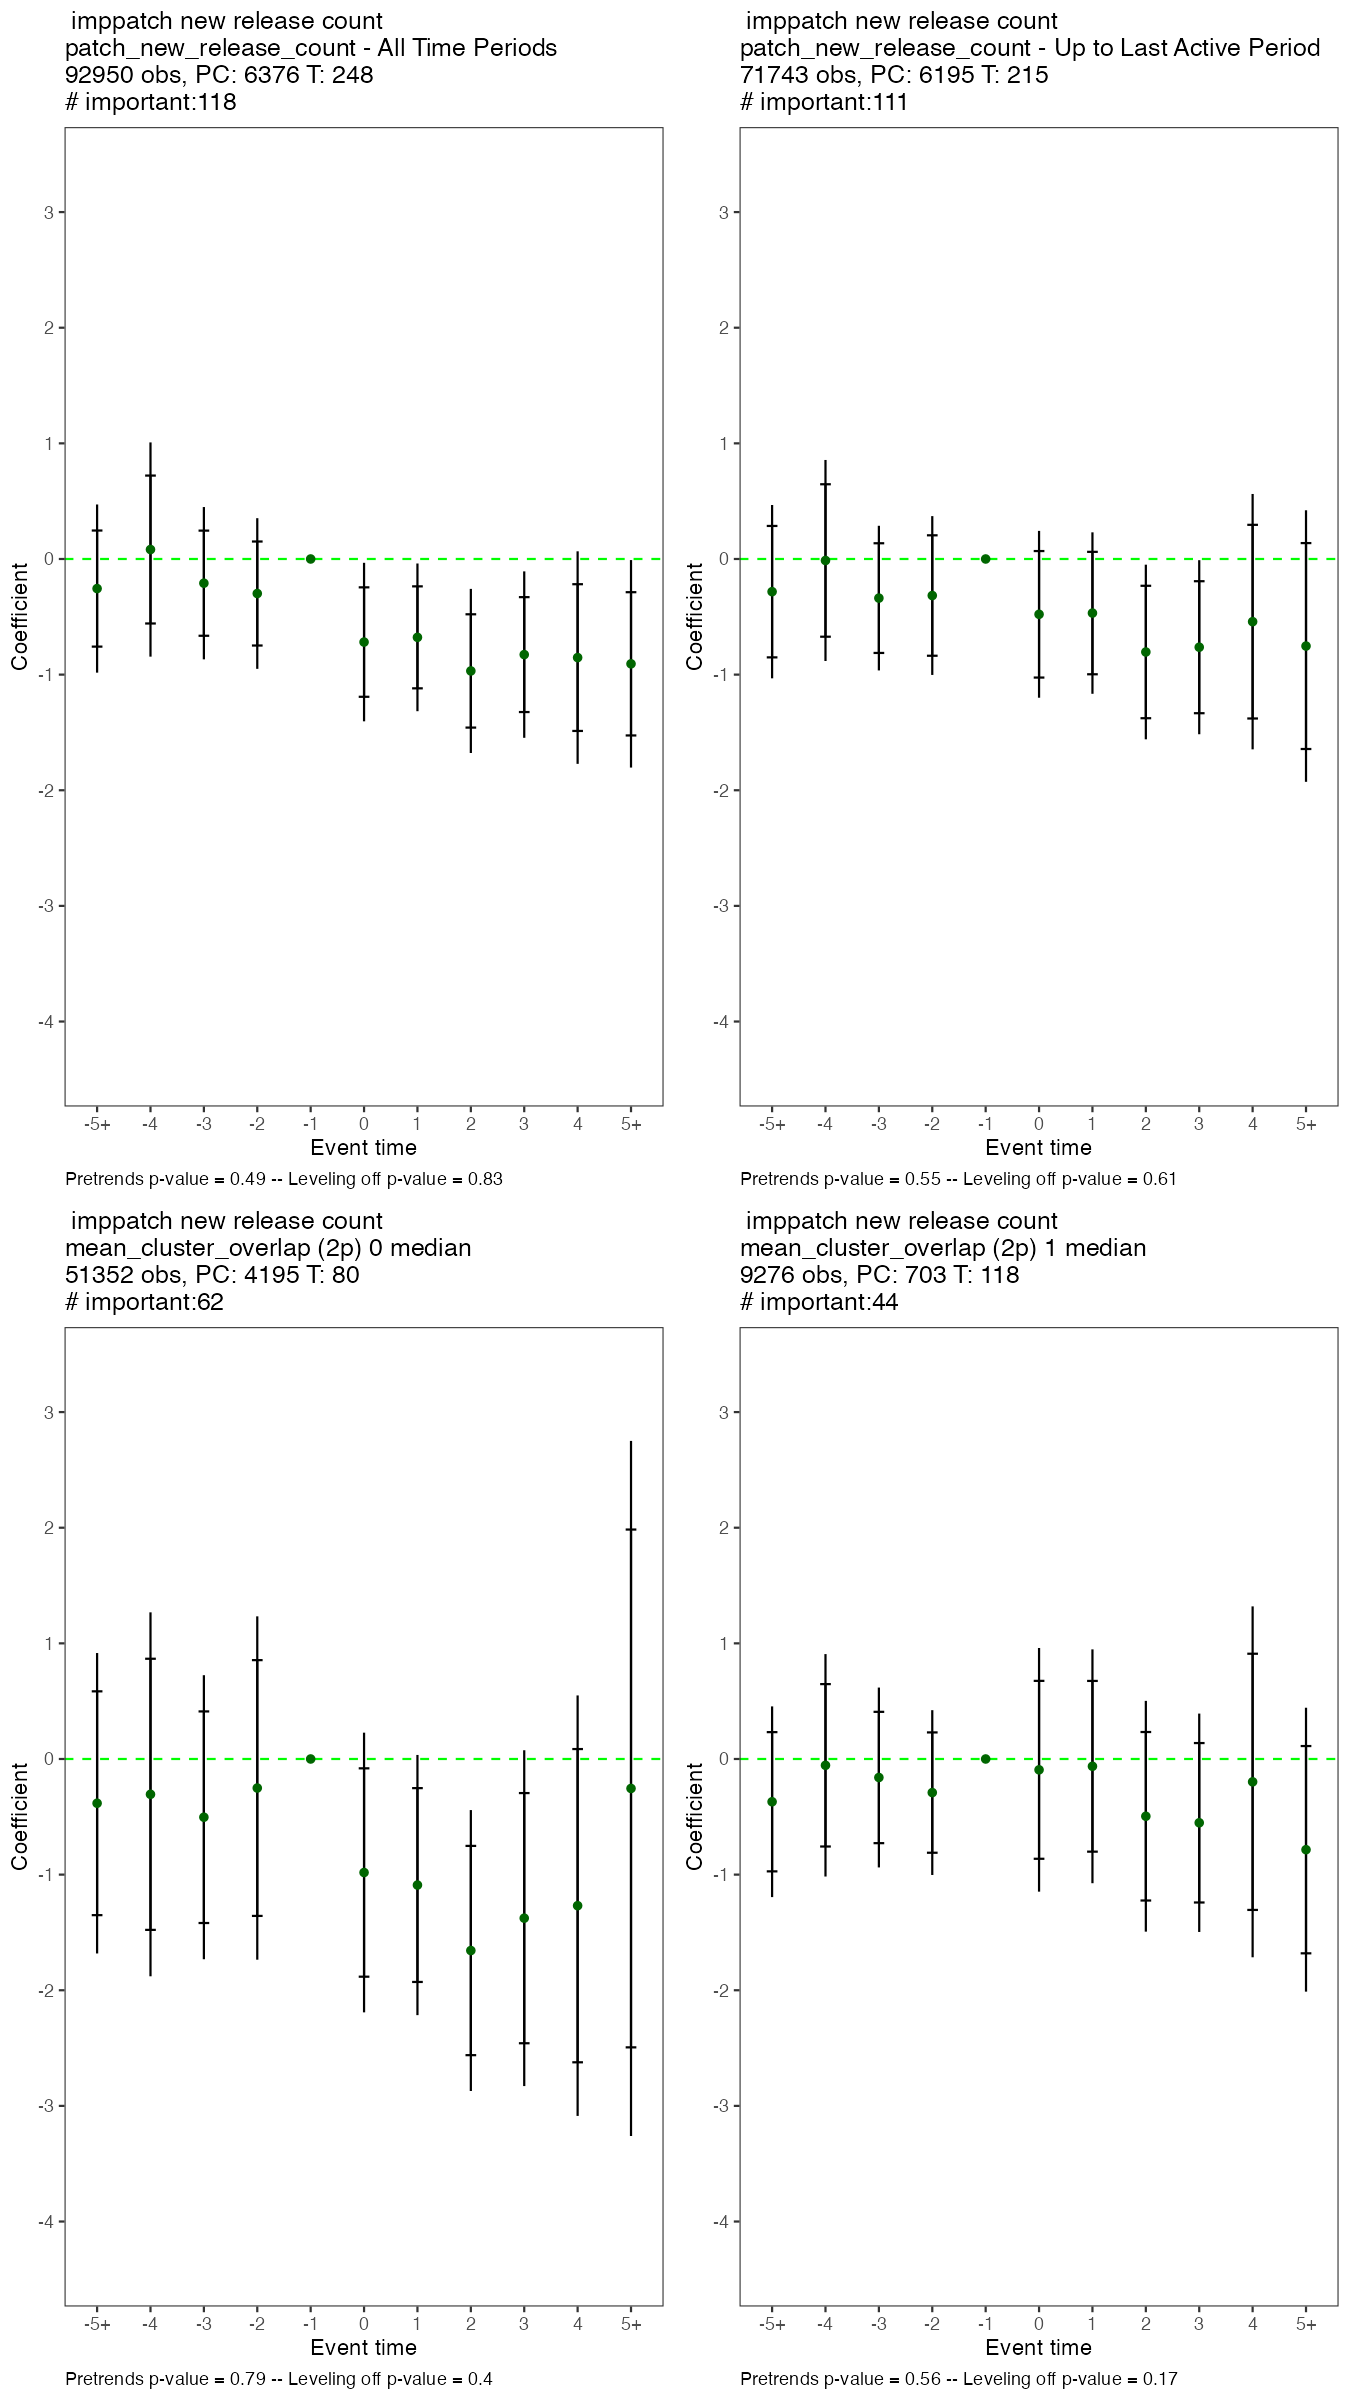 imppatch new release count
patch_new_release_count - All Time Periods
92950 obs, PC: 6376 T: 248
# important:118
Coefficient
3
2
1
0
-1
-2
-3
-4
-5+ -4 -3 -2 -1 0 1 2 3 4 5+
Event time
Pretrends p-value = 0.49 -- Leveling off p-value = 0.83
imppatch new release count
patch_new_release_count - Up to Last Active Period
71743 obs, PC: 6195 T: 215
# important:111
Coefficient
3
2
1
0
-1
-2
-3
-4
-5+ -4 -3 -2 -1 0 1 2 3 4 5+
Event time
Pretrends p-value = 0.55 -- Leveling off p-value = 0.61
imppatch new release count
mean_cluster_overlap (2p) 0 median
51352 obs, PC: 4195 T: 80
# important:62
Coefficient
3
2
1
0
-1
-2
-3
-4
-5+ -4 -3 -2 -1 0 1 2 3 4 5+
Event time
Pretrends p-value = 0.79 -- Leveling off p-value = 0.4
imppatch new release count
mean_cluster_overlap (2p) 1 median
9276 obs, PC: 703 T: 118
# important:44
Coefficient
3
2
1
0
-1
-2
-3
-4
-5+ -4 -3 -2 -1 0 1 2 3 4 5+
Event time
Pretrends p-value = 0.56 -- Leveling off p-value = 0.17